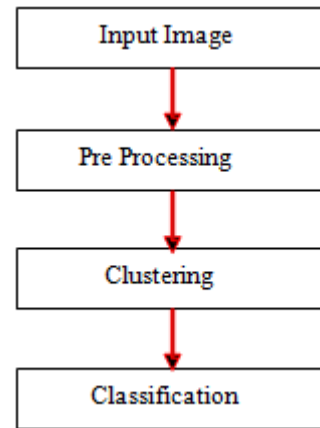 Input Image
Pre Processing
Clustering
Classification